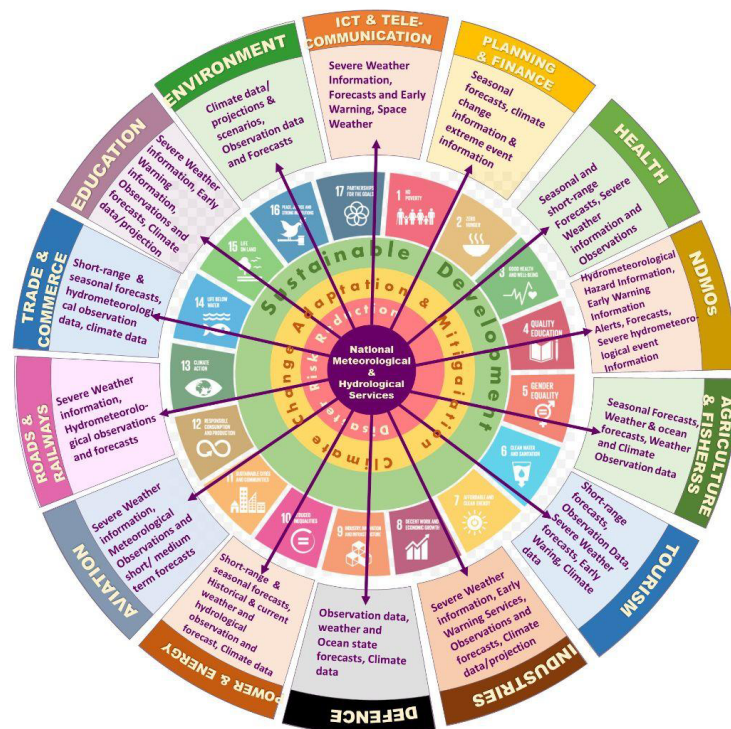 ICT & TELE-
COMMUNICATION
Severe Weather
Information,
Forecasts and Early
Warning, Space
Weather
PLANNING
& FINANCE
Seasonal
forecasts, climate
change
information &
extreme event
information
HEALTH
Seasonal and
short-range
Forecasts, Severe
Weather
Information and
Observations
NDMOs
Hydrometeorological
Hazard Information,
Early Warning
Information
Alerts, Forecasts,
Severe hydrometeoro-
logical event
Information
AGRICULTURE
& FISHERSS
Seasonal Forecasts,
Weather & ocean
forecasts, Weather
and Climate
Observation data
TOURISM
Short-range
forecasts,
Observation Data,
Severe Weather
forecasts, Early
Waring, Climate
data
INDUSTRIES
Severe Weather
information, Early
Warning Services,
Observations and
forecasts, Climate
data/projection
DEFENCE
Observation data,
weather and
Ocean state
forecasts, Climate
data
POWER & ENERGY
Short-range &
seasonal forecasts,
Historical & current
weather and
hydrological
observation and
forecast, Climate data
AVIATION
Severe Weather
information,
Meteorological
Observations and
short/ medium
term forecasts
ROADS &
RAILWAYS
Severe Weather
information,
Hydrometeorolo-
gical observations
and forecasts
TRADE &
COMMERCE
Short-range &
seasonal forecasts,
hydrometeorologi-
cal observation
data, climate data
EDUCATION
Severe Weather
information, Early
Warning
information,
Observations and
forecasts, Climate
data/projection
ENVIRONMENT
Climate data/
projections &
scenarios,
Observation data
and Forecasts
1 NO
POVERTY
2 ZERO
HUNGER
3 GOOD HEALTH
AND WELL-BEING
4 QUALITY
EDUCATION
5 GENDER
EQUALITY
6 CLEAN WATER
AND SANITATION
7 AFFORDABLE AND
CLEAN ENERGY
8 DECENT WORK AND
ECONOMIC GROWTH
9 INDUSTRY, INNOVATION
AND INFRASTRUCTURE
10 REDUCED
INEQUALITIES
11 SUSTAINABLE CITIES
AND COMMUNITIES
12 RESPONSIBLE
CONSUMPTION
AND PRODUCTION
13 CLIMATE
ACTION
14 LIFE BELOW
WATER
15 LIFE
ON LAND
16 PEACE, JUSTICE AND
STRONG INSTITUTIONS
17 PARTNERSHIPS
FOR THE GOALS
Sustainable Development
Climate Change Adaptation & Mitigaiation
Disaster Risk Reduction
National
Meteorological
&
Hydrological
Services